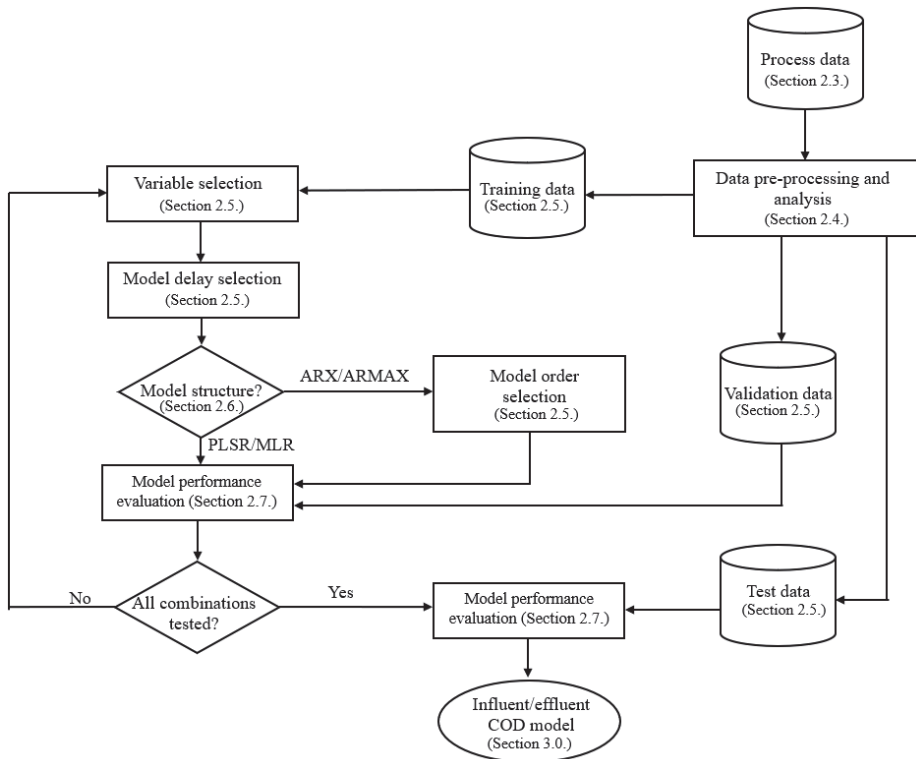 Process data
(Section 2.3.)
Variable selection
(Section 2.5.)
Training data
(Section 2.5.)
Data pre-processing and
analysis
(Section 2.4.)
Model delay selection
(Section 2.5.)
Model structure?
(Section 2.6.)
ARX/ARMAX
Model order
selection
(Section 2.5.)
Validation data
(Section 2.5.)
PLSR/MLR
Model performance
evaluation (Section 2.7.)
No
All combinations
tested?
Yes
Model performance
evaluation (Section 2.7.)
Test data
(Section 2.5.)
Influent/effluent
COD model
(Section 3.0.)